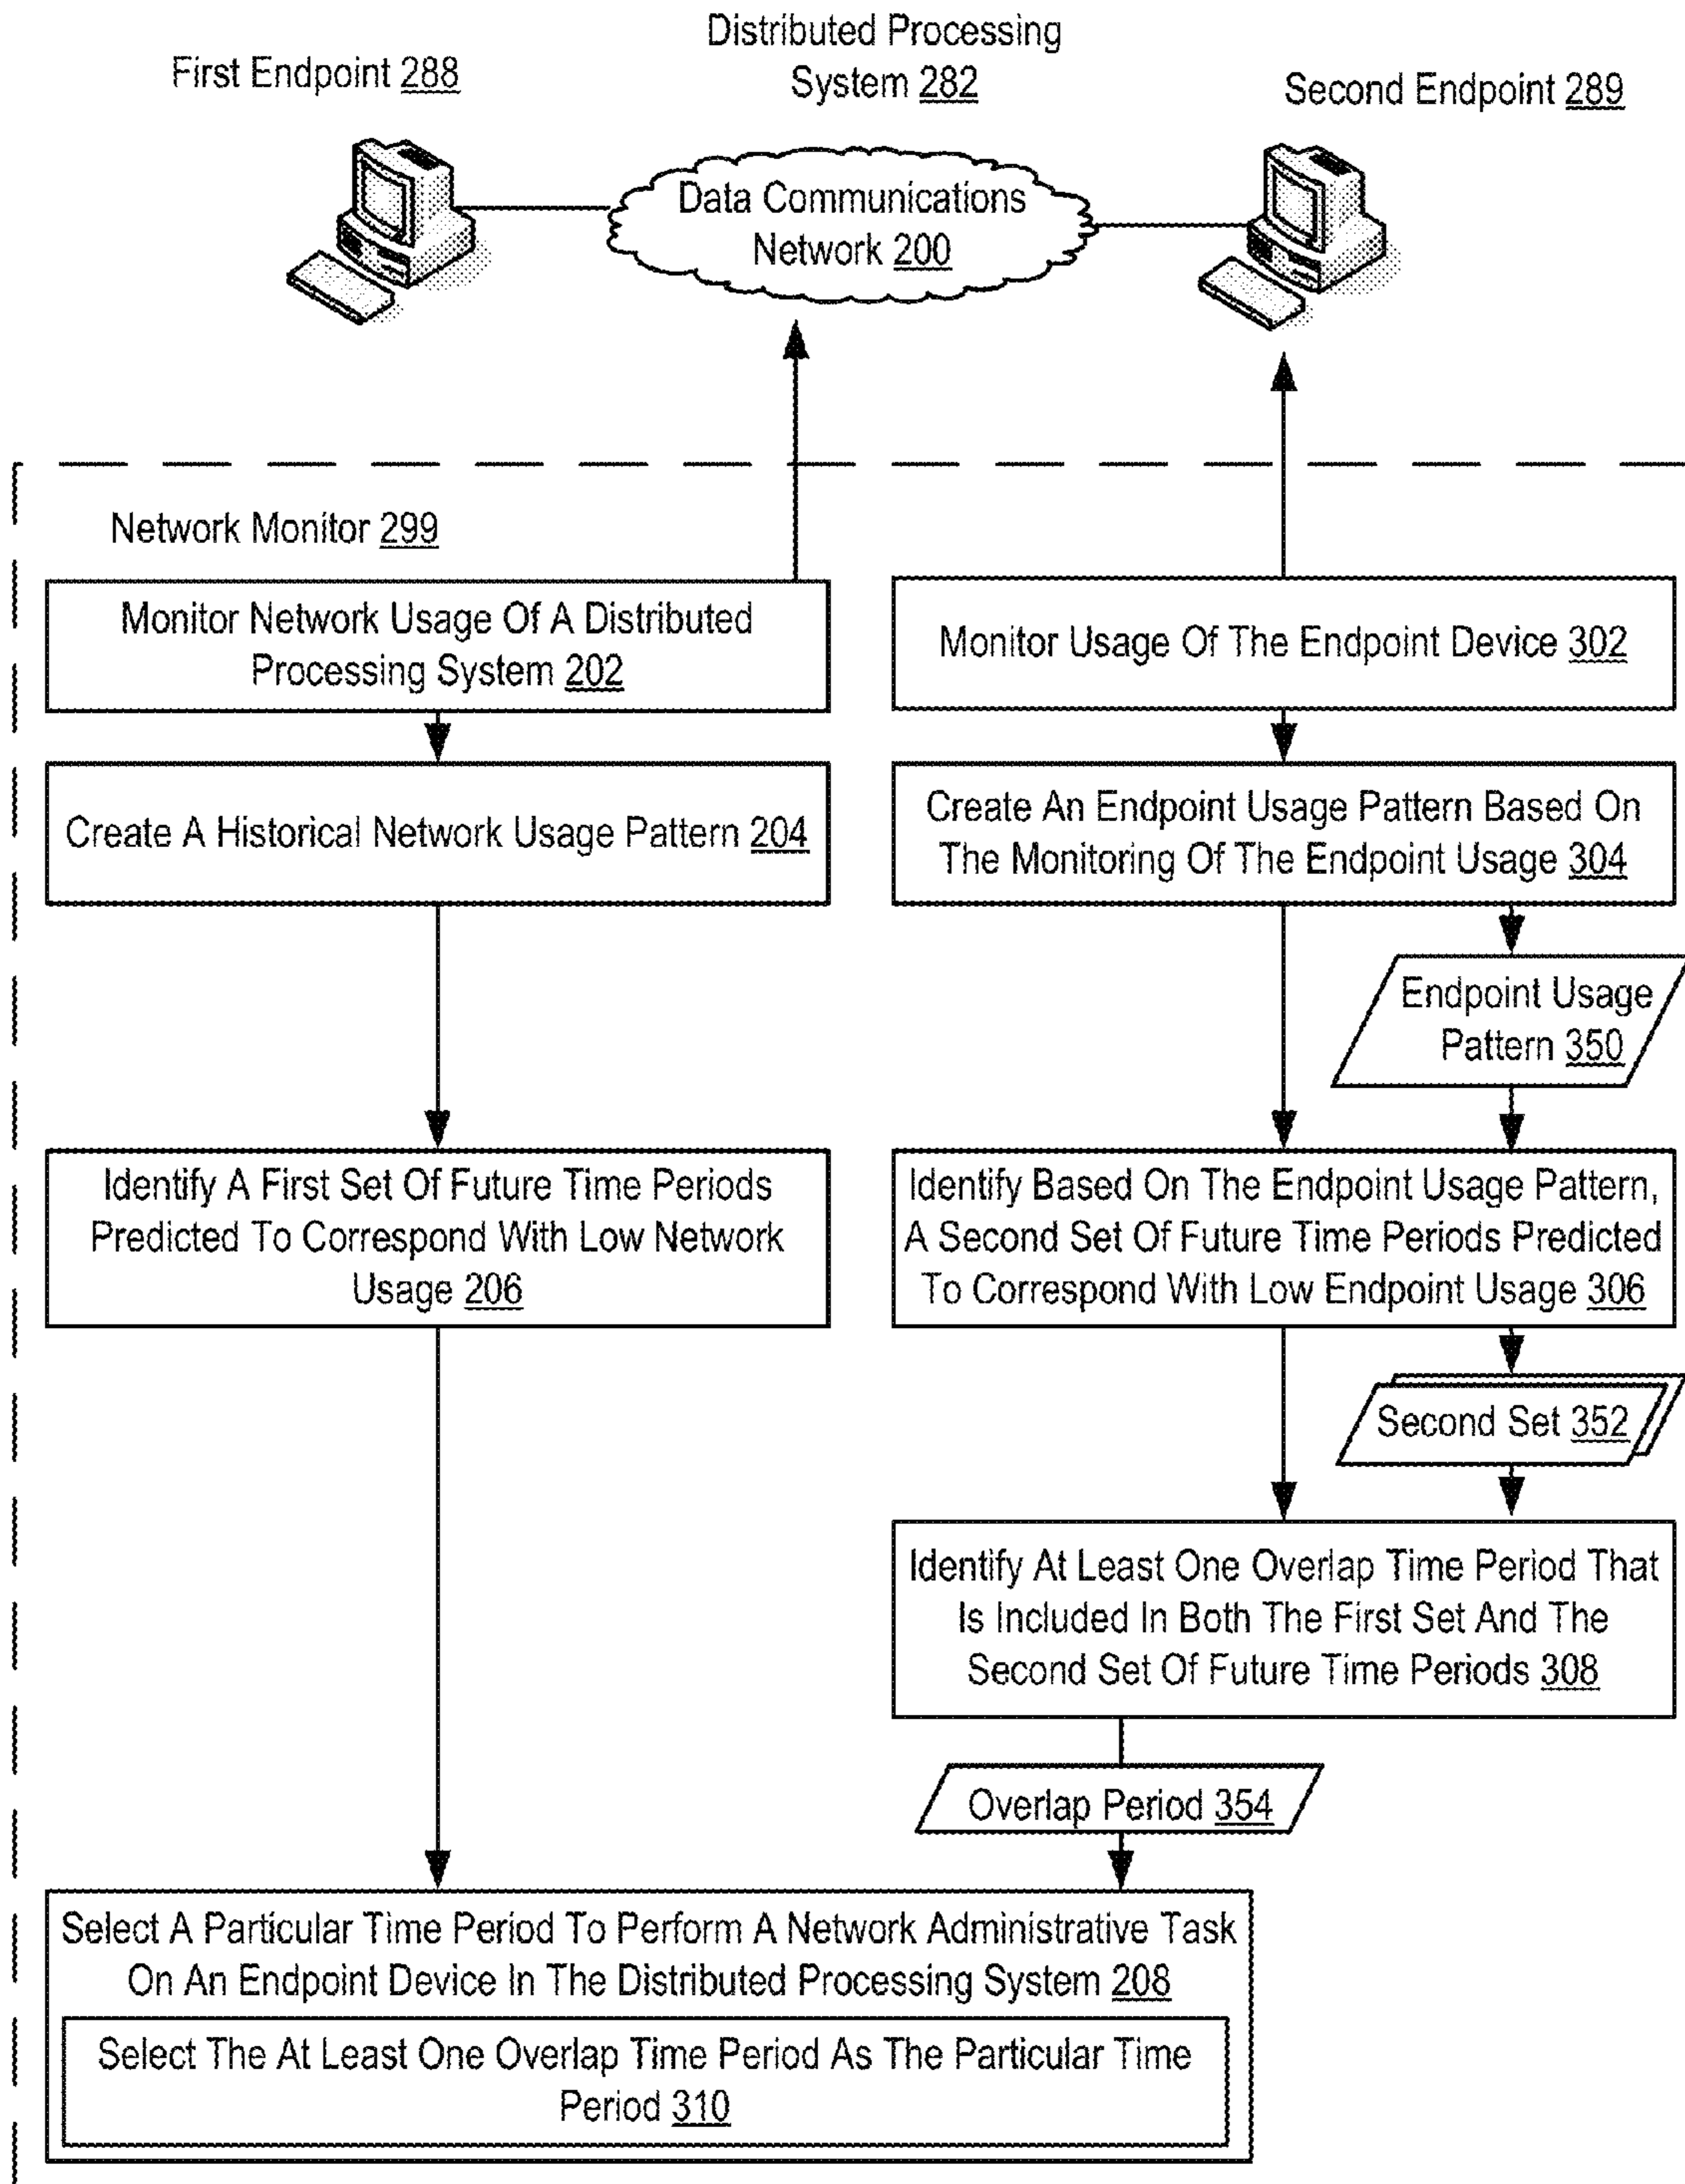 Distributed Processing
System 282
First Endpoint 288
Second Endpoint 289
Data Communications
Network 200
Network Monitor 299
Monitor Network Usage Of A Distributed
Processing System 202
Monitor Usage Of The Endpoint Device 302
Create A Historical Network Usage Pattern 204
Create An Endpoint Usage Pattern Based On
The Monitoring Of The Endpoint Usage 304
Endpoint Usage
Pattern 350
Identify A First Set Of Future Time Periods
Predicted To Correspond With Low Network
Usage 206
Identify Based On The Endpoint Usage Pattern,
A Second Set Of Future Time Periods Predicted
To Correspond With Low Endpoint Usage 306
Second Set 352
Identify At Least One Overlap Time Period That
Is Included In Both The First Set And The
Second Set Of Future Time Periods 308
Overlap Period 354
Select A Particular Time Period To Perform A Network Administrative Task
On An Endpoint Device In The Distributed Processing System 208
Select The At Least One Overlap Time Period As The Particular Time
Period 310